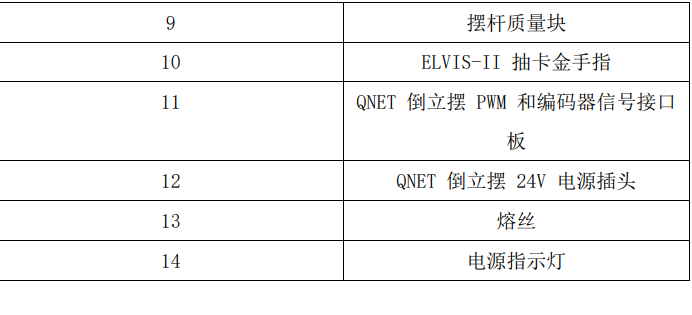 9 摆杆质量块
10 ELVIS-II 抽卡金手指
11 QNET 倒立摆 PWM 和编码器信号接口
板
12 QNET 倒立摆 24V 电源插头
13 熔丝
14 电源指示灯